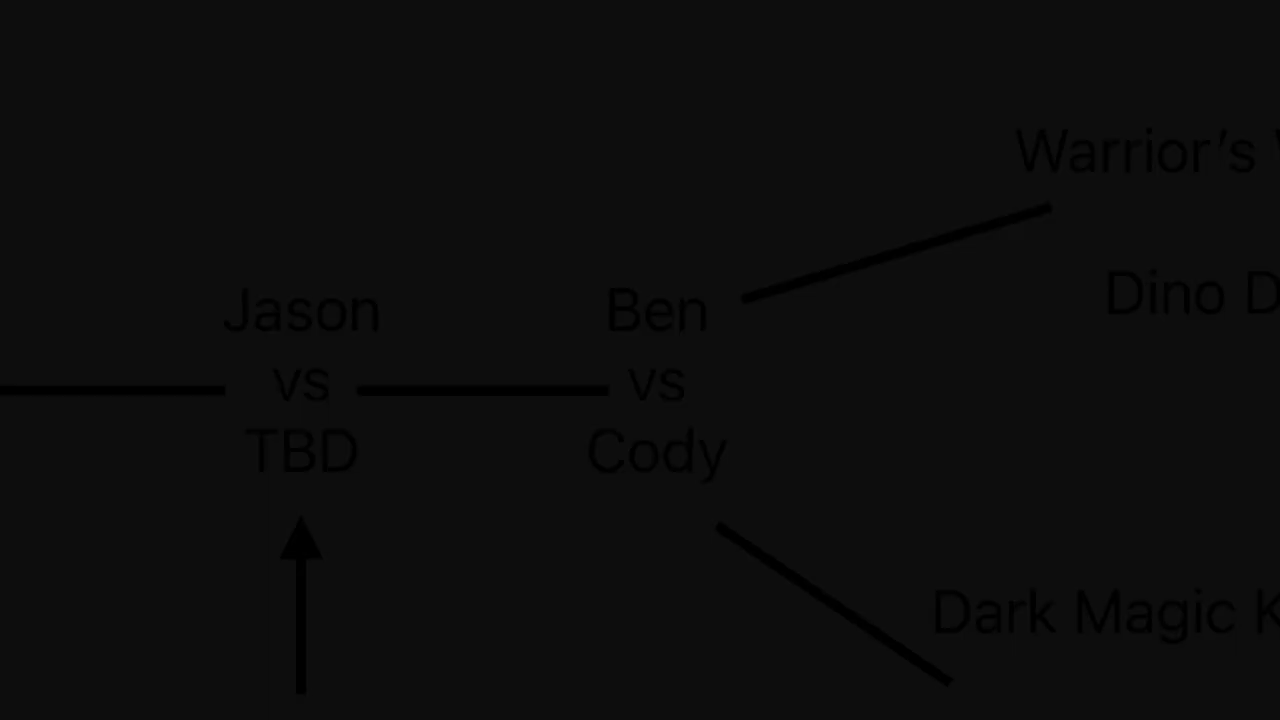 Warrior's
Dino D
Jason
vs
TBD
Ben
vs
Cody
Dark Magic K